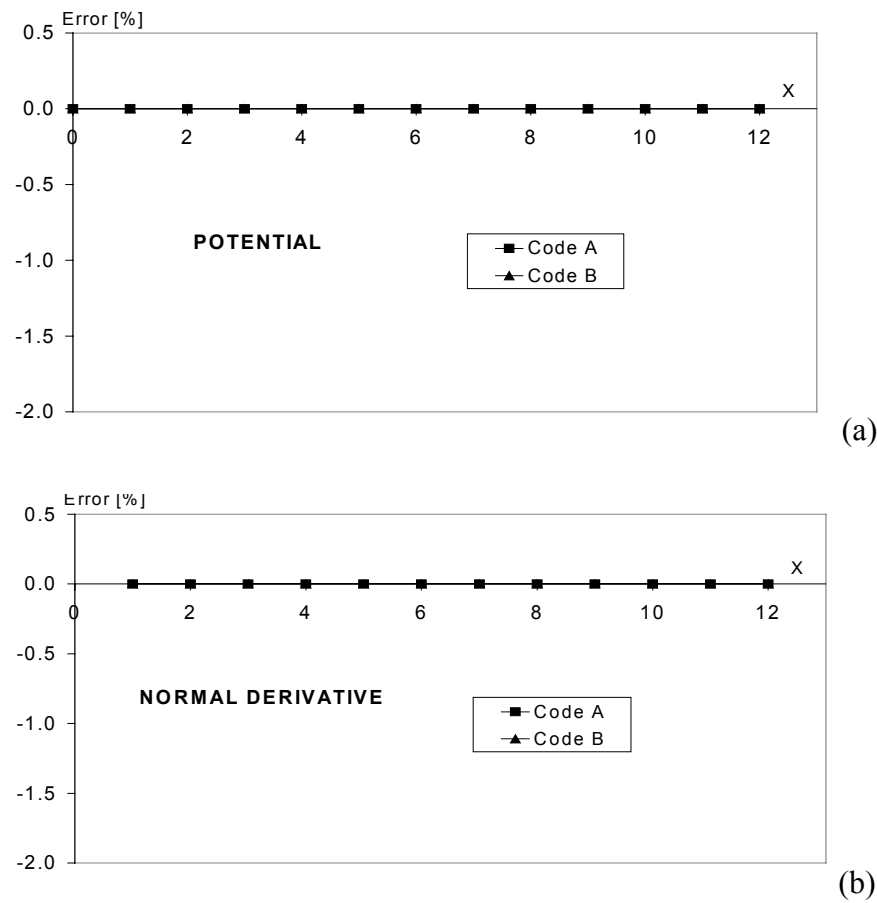 Error [%]
0.5
X
0.0
0 2 4 6 8 10 12
-0.5
POTENTIAL
Code A
-1.0
Code B
-1.5
-2.0
(a)
Error [%]
0.5
X
0.0
0 2 4 6 8 10 12
-0.5
NORMAL DERIVATIVE
Code A
-1.0
Code B
-1.5
-2.0
(b)